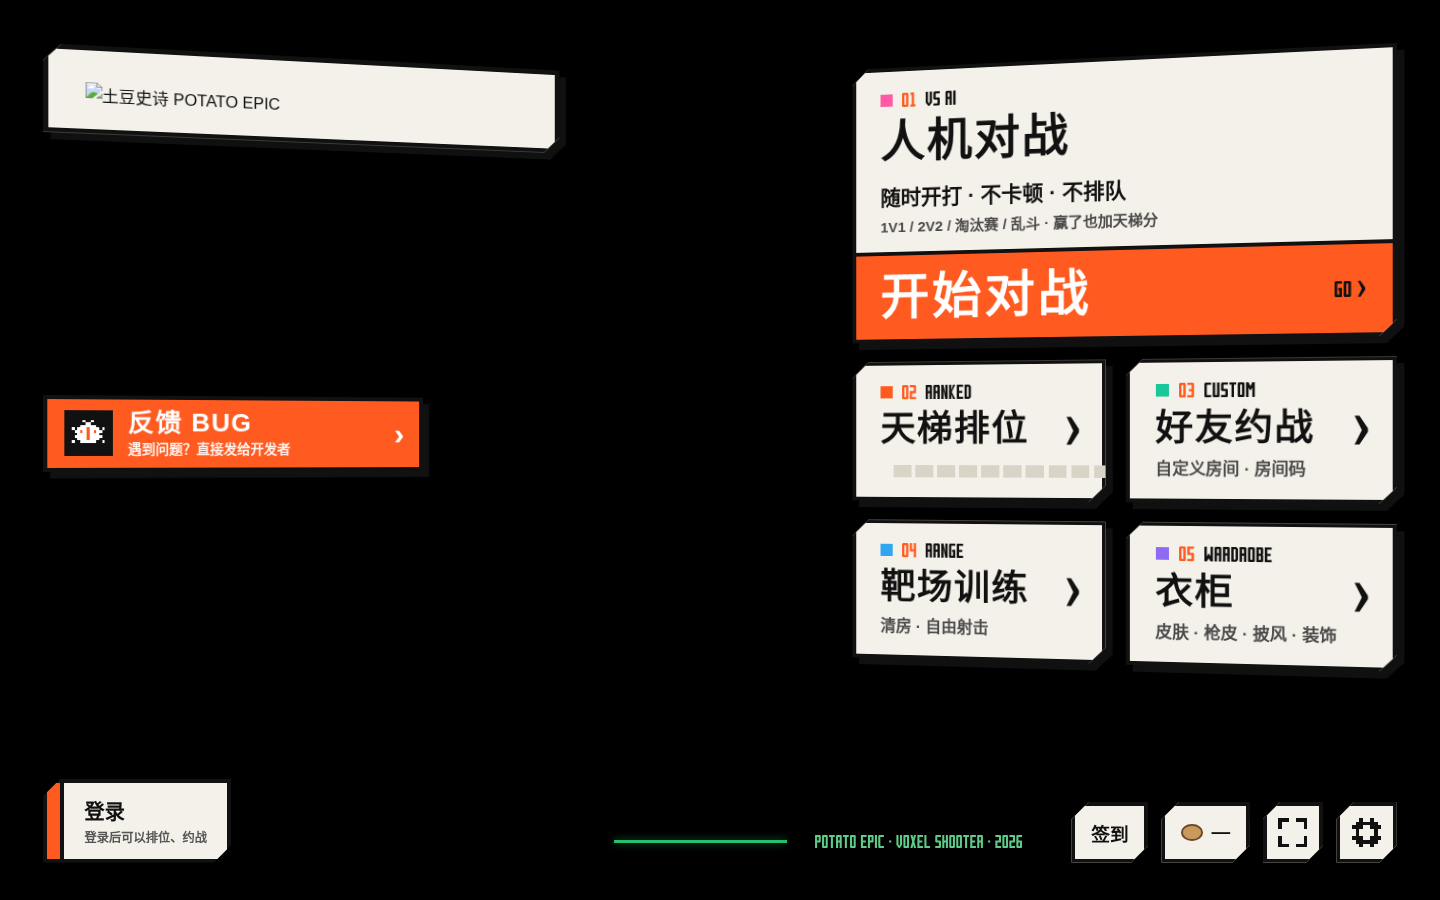 土豆史诗 POTATO EPIC
01 VS AI
人机对战
随时开打 · 不卡顿 · 不排队
1V1 / 2V2 / 淘汰赛 / 乱斗 · 赢了也加天梯分
开始对战
GO ❯
反馈 BUG
遇到问题？直接发给开发者
›
02 RANKED
天梯排位
❯
03 CUSTOM
好友约战
❯
自定义房间 · 房间码
04 RANGE
靶场训练
❯
清房 · 自由射击
05 WARDROBE
衣柜
❯
皮肤 · 枪皮 · 披风 · 装饰
登录
登录后可以排位、约战
POTATO EPIC · VOXEL SHOOTER · 2026
签到
—